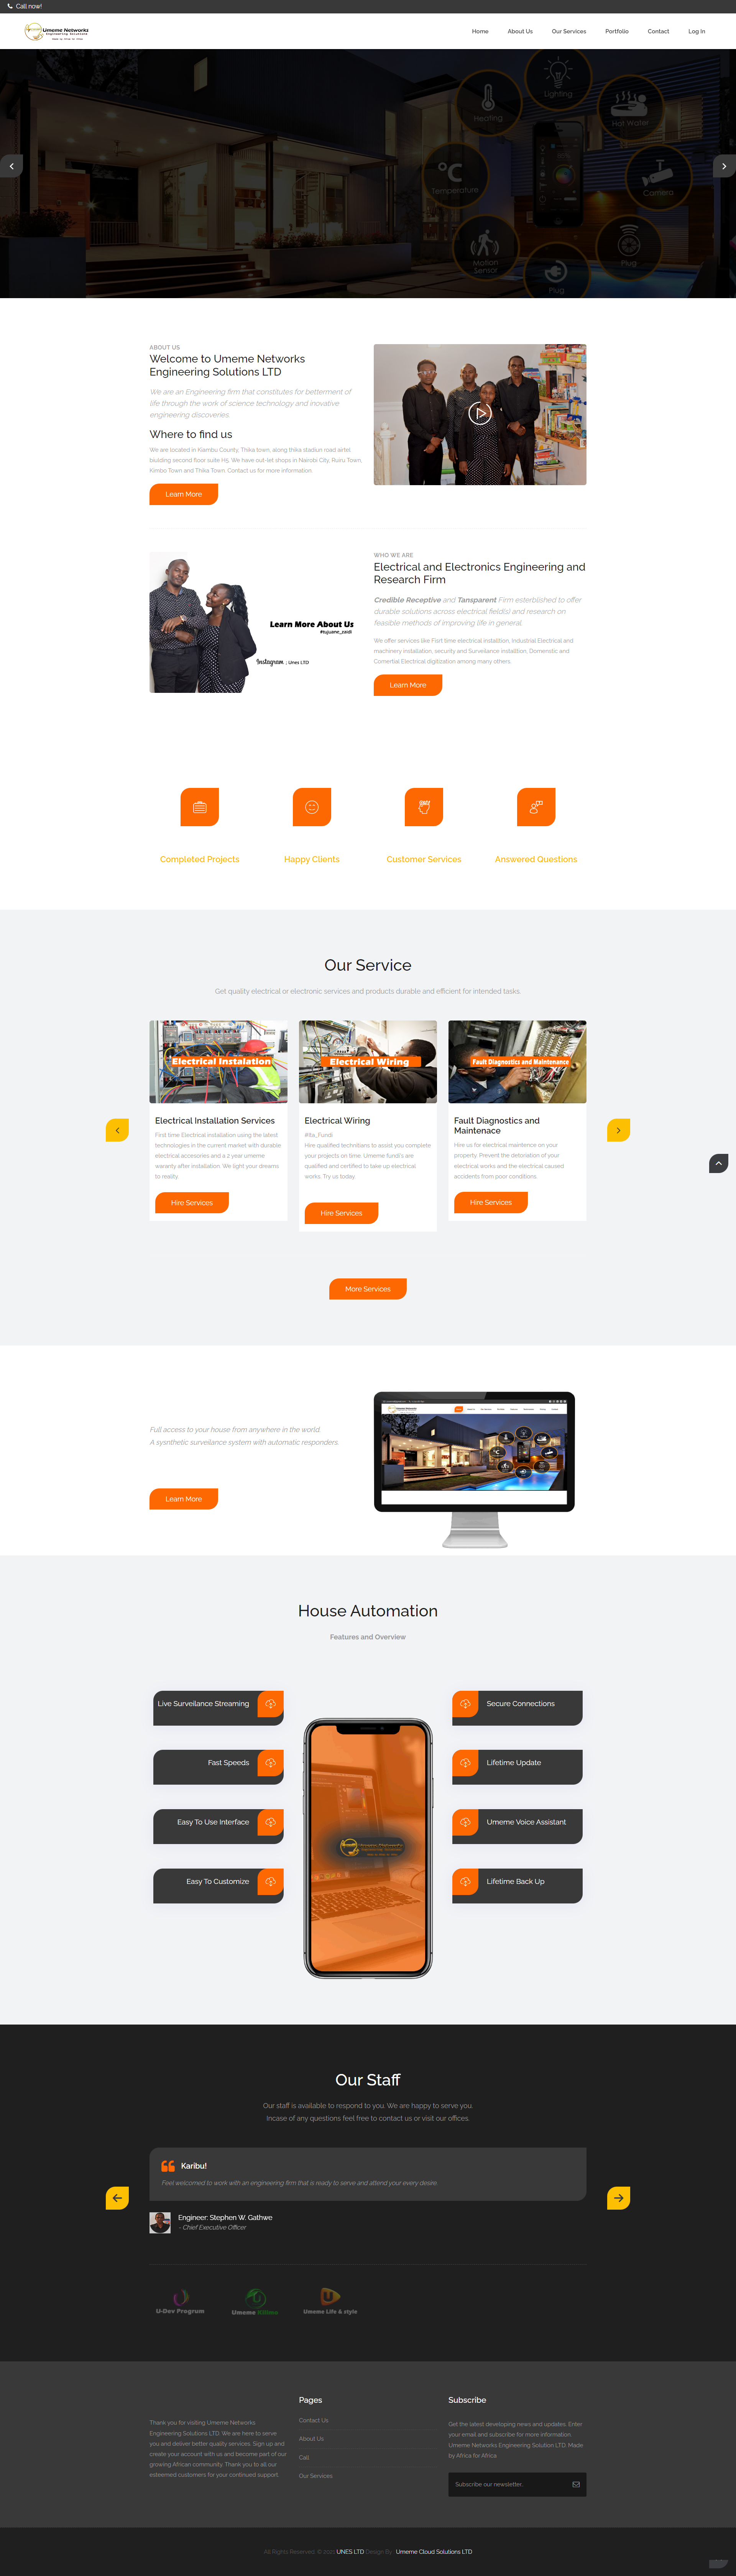 Call now!
Umeme Networks
Engineering Solutions
Home
About Us
Our Services
Portfolio
Contact
Log In
Lighting
Heating
Hot Water
°C
Temperature
Camera
Motion
Sensor
Plug
Plug
ABOUT US
Welcome to Umeme Networks
Engineering Solutions LTD
We are an Engineering firm that constitutes for betterment of
life through the work of science technology and inovative
engineering discoveries.
Where to find us
We are located in Kiambu County, Thika town, along thika stadiun road airtel
biulding second floor suite H5. We have out-let shops in Nairobi City, Ruiru Town,
Kimbo Town and Thika Town. Contact us for more information.
Learn More
Learn More About Us
#tujuane_zaidi
Instagram ; Unes LTD
WHO WE ARE
Electrical and Electronics Engineering and
Research Firm
Credible Receptive and Tansparent Firm esterblished to offer
durable solutions across electrical field(s) and research on
feasible methods of improving life in general.
We offer services like Fisrt time electrical installtion, Industrial Electrical and
machinery installation, security and Surveilance installtion, Domemstic and
Comertial Electrical digitization among many others.
Learn More
Completed Projects
Happy Clients
Customer Services
Answered Questions
Our Service
Get quality electrical or electronic services and products durable and efficient for intended tasks.
Electrical Instalation
Electrical Installation Services
First time Electrical installation using the latest
technologies in the current market with durable
electrical accesories and a 2 year umeme
waranty after installation. We light your dreams
to reality.
Hire Services
Electrical Wiring
Electrical Wiring
#Ita_Fundi
Hire qualified technitians to assist you complete
your projects on time. Umeme fundi's are
qualified and certified to take up electrical
works. Try us today.
Hire Services
Fault Diagnostics and Maintenance
Fault Diagnostics and
Maintenace
Hire us for electrical maintence on your
property. Prevent the detoriation of your
electrical works and the electrical caused
accidents from poor conditions.
Hire Services
More Services
Full access to your house from anywhere in the world.
A sysnthetic surveilance system with automatic responders.
Learn More
House Automation
Features and Overview
Live Surveilance Streaming
Fast Speeds
Easy To Use Interface
Easy To Customize
Secure Connections
Lifetime Update
Umeme Voice Assistant
Lifetime Back Up
Our Staff
Our staff is available to respond to you. We are happy to serve you.
Incase of any questions feel free to contact us or visit our offices.
Karibu!
Feel welcomed to work with an engineering firm that is ready to serve and attend your every desire.
Engineer: Stephen W. Gathwe
- Chief Executive Officer
U-Dev Program
Umeme Kilimo
Umeme Life & style
Thank you for visiting Umeme Networks
Engineering Solutions LTD. We are here to serve
you and deliver better quality vervices. Sign up and
create your account with us and become part of our
growing African community. Thank you to all our
esteemed customers for your continued support.
Pages
Contact Us
About Us
Call
Our Services
Subscribe
Get the latest developing news and updates. Enter
your email and subscribe for more information.
Umeme Networks Engineering Solution LTD. Made
by Africa for Africa
Subscribe our newsletter..
All Rights Reserved. © 2021 UNES LTD Design By : Umeme Cloud Solutions LTD